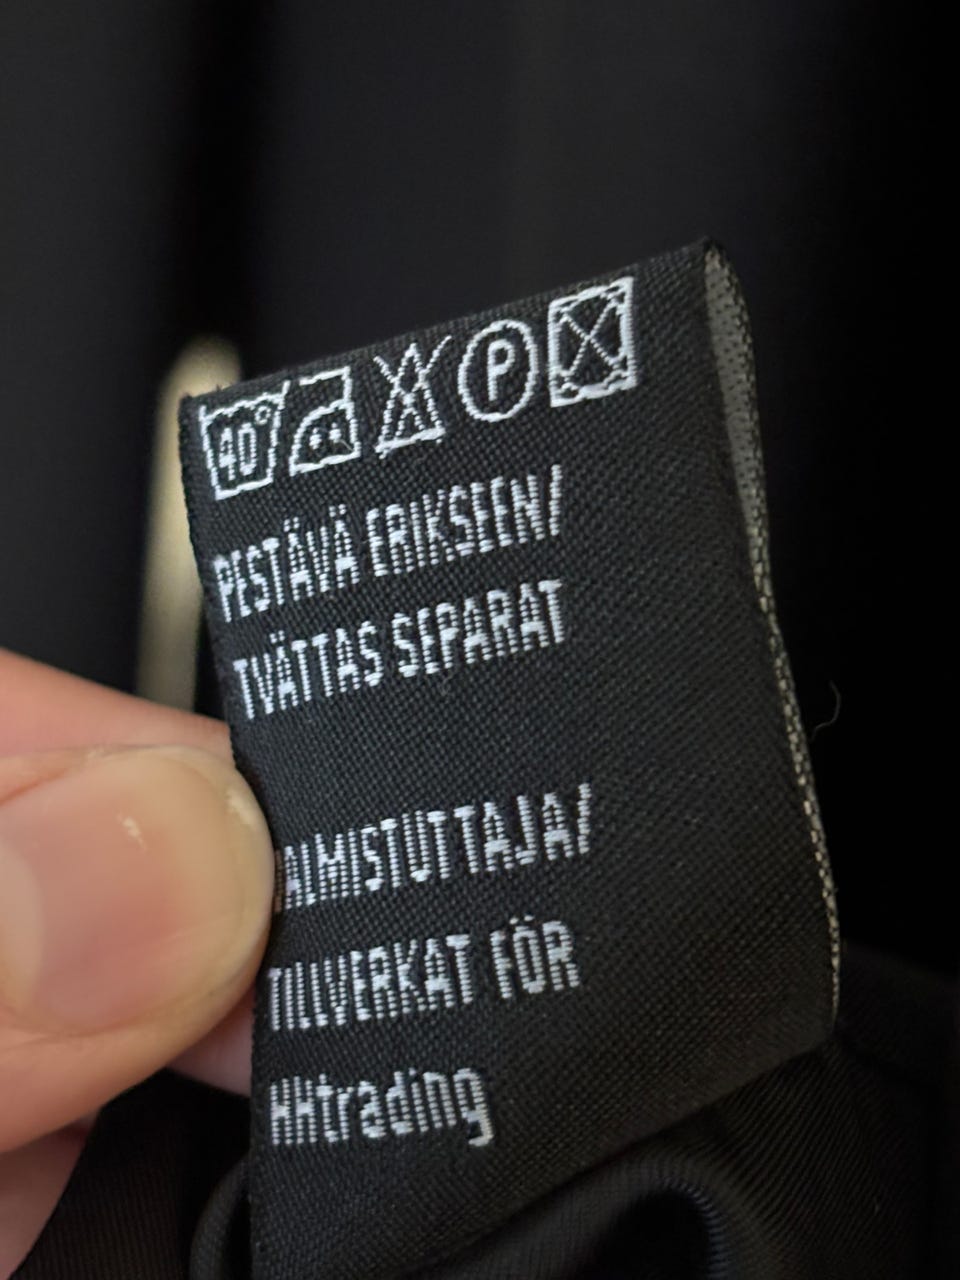 40°
P
PESTÄVÄ ERIKSEEN/
TVÄTTAS SEPARAT
ALMISTUTTAJA/
TILLVERKAT FÖR
HHtrading